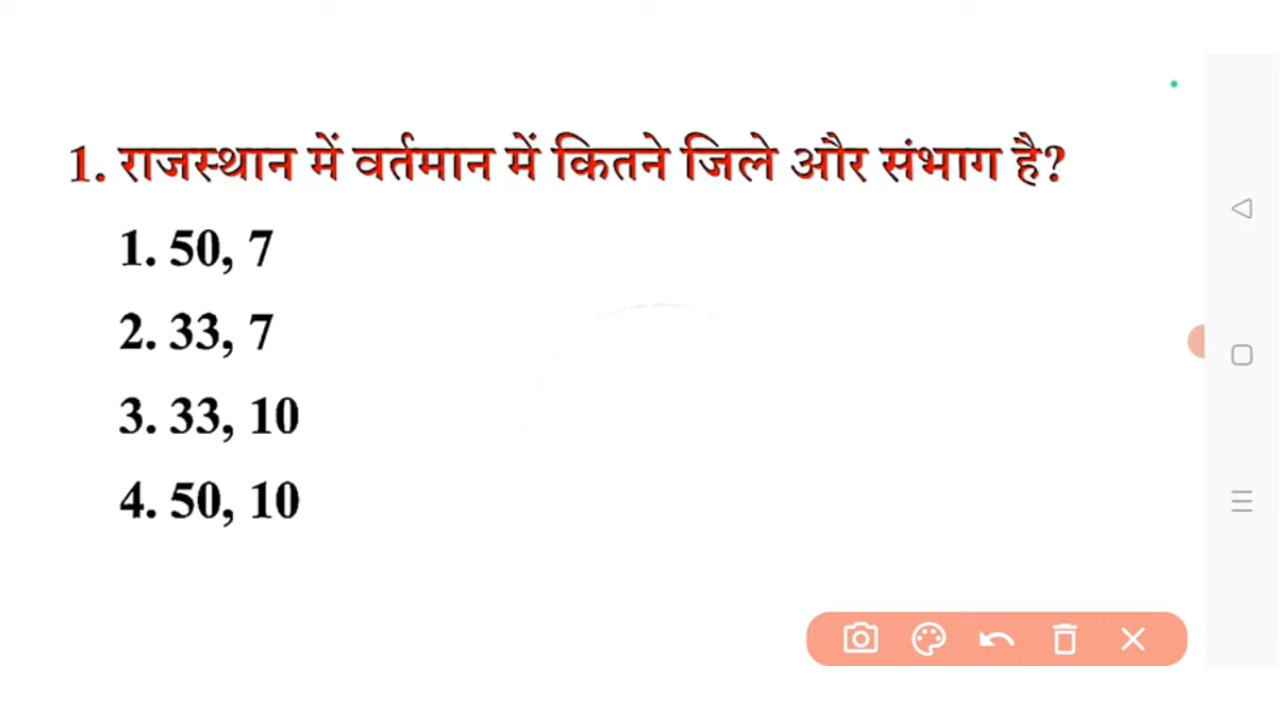 1. राजस्थान में वर्तमान में कितने जिले और संभाग है?
1. 50, 7
2. 33, 7
3. 33, 10
4. 50, 10